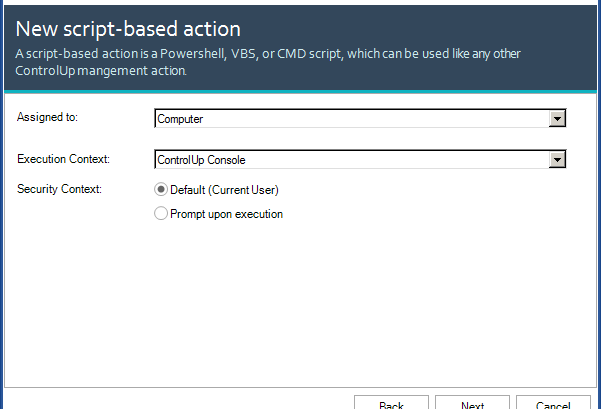 New script-based action
A script-based action is a Powershell, VBS, or CMD script, which can be used like any other
ControlUp mangement action.
Assigned to:
Computer
Execution Context:
ControlUp Console
Security Context:
Default (Current User)
Prompt upon execution
Back
Next
Cancel